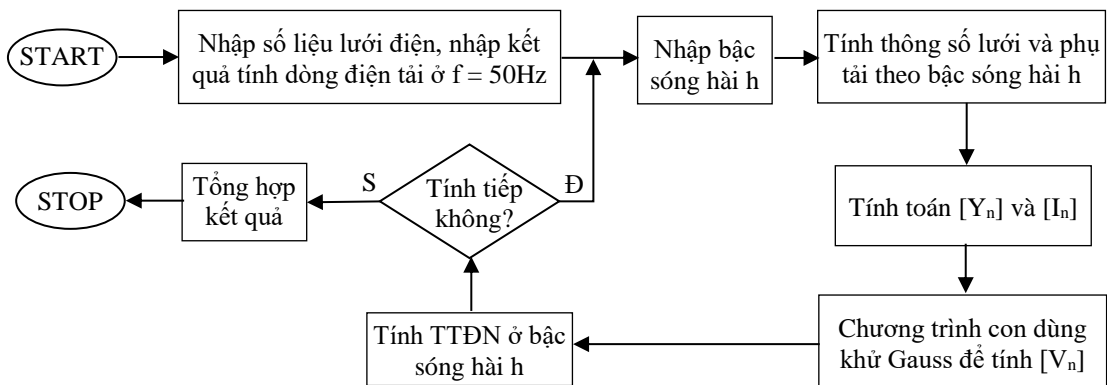 START
Nhập số liệu lưới điện, nhập kết
quả tính dòng điện tải ở f = 50Hz
Nhập bậc
sóng hài h
Tính thông số lưới và phụ
tải theo bậc sóng hài h
Tính toán [Yn] và [In]
Chương trình con dùng
khử Gauss để tính [Vn]
Tính TTĐN ở bậc
sóng hài h
Tính tiếp
không?
Đ
S
Tổng hợp
kết quả
STOP